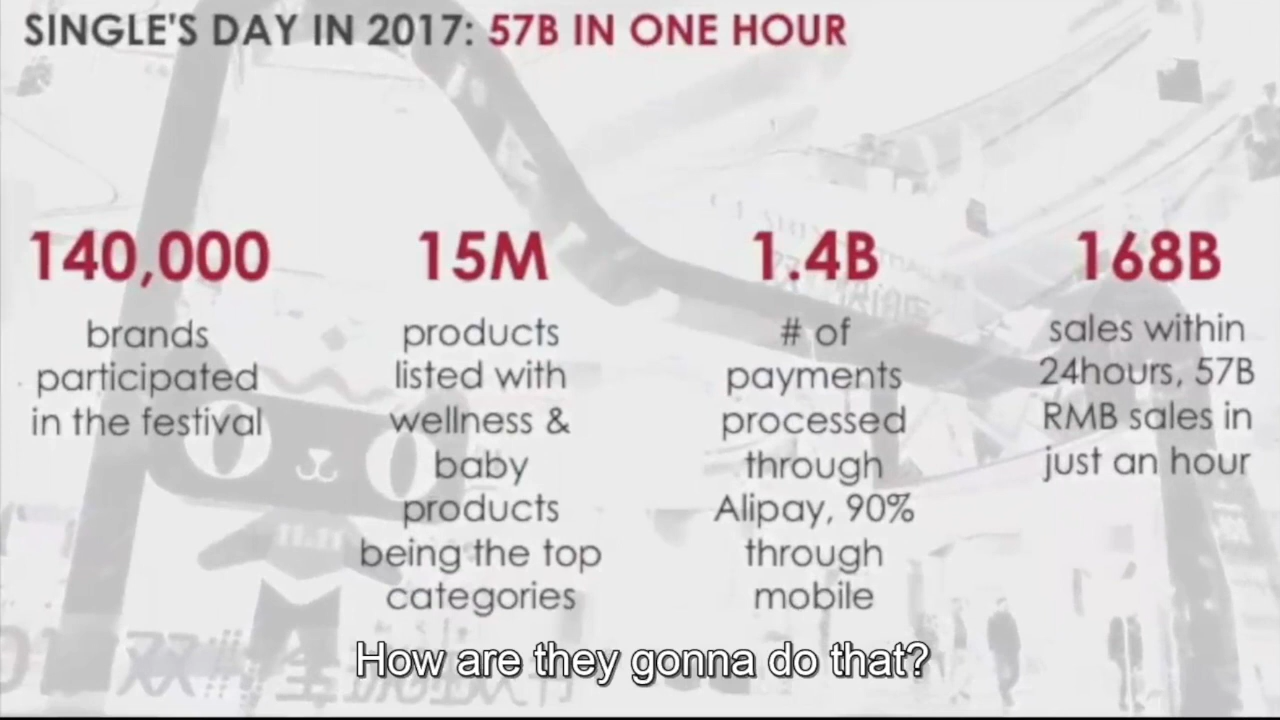 SINGLE'S DAY IN 2017: 57B IN ONE HOUR
140,000
brands
participated
in the festival
15M
products
listed with
wellness &
baby
products
being the top
categories
1.4B
# of
payments
processed
through
Alipay, 90%
through
mobile
168B
sales within
24hours, 57B
RMB sales in
just an hour
How are they gonna do that?